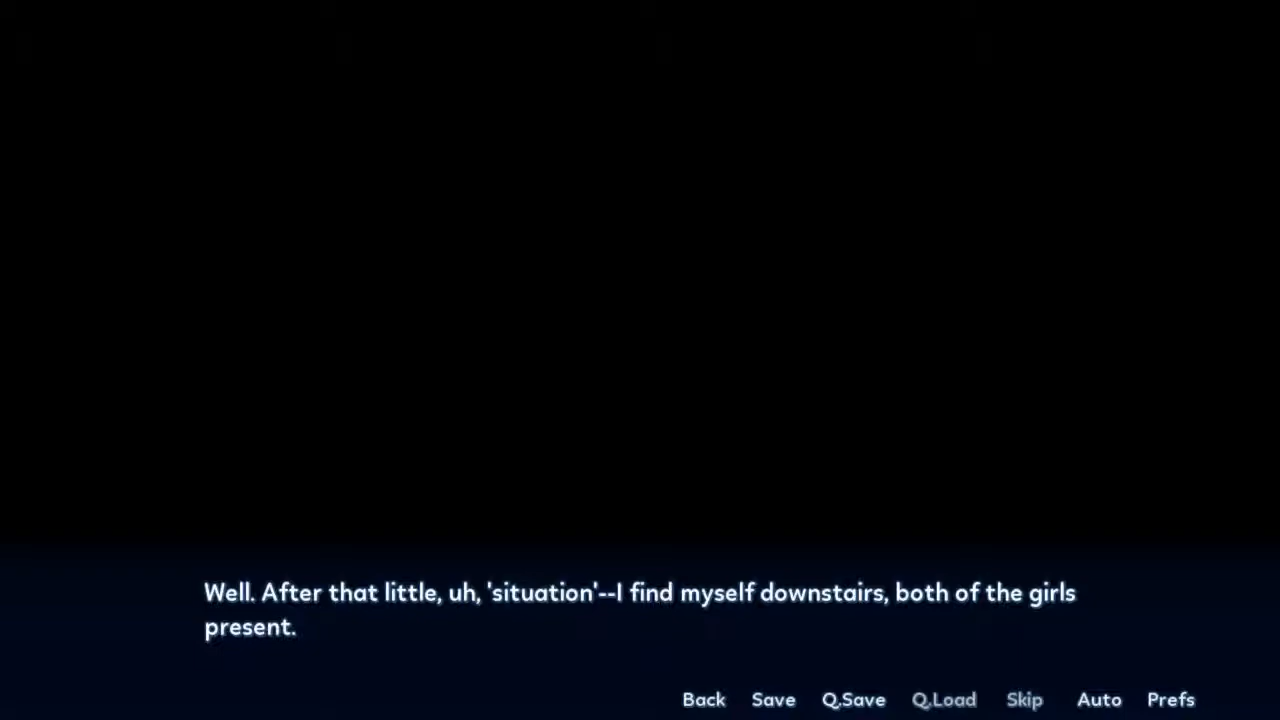 Well. After that little, uh, 'situation'--I find myself downstairs, both of the girls
present.
Back Save Q.Save Q.Load Skip Auto Prefs